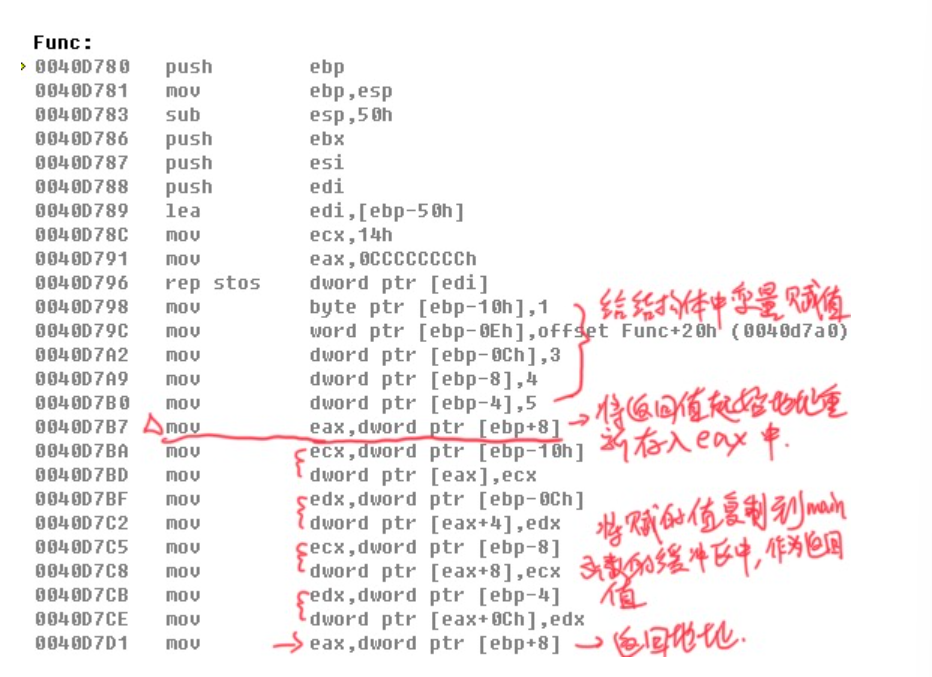 Func:
0040D780 push ebp
0040D781 mov ebp,esp
0040D783 sub esp,50h
0040D786 push ebx
0040D787 push esi
0040D788 push edi
0040D789 lea edi,[ebp-50h]
0040D78C mov ecx,14h
0040D791 mov eax,0CCCCCCCCh
0040D796 rep stos dword ptr [edi]
0040D798 mov byte ptr [ebp-10h],1
给结构体中变量赋值
0040D79C mov word ptr [ebp-0Eh],offset Func+20h (0040d7a0)
0040D7A2 mov dword ptr [ebp-0Ch],3
0040D7A9 mov dword ptr [ebp-8],4
0040D7B0 mov dword ptr [ebp-4],5
0040D7B7 mov eax,dword ptr [ebp+8]
将返回值起始地址重
新存入eax中.
0040D7BA mov ecx,dword ptr [ebp-10h]
0040D7BD mov dword ptr [eax],ecx
0040D7BF mov edx,dword ptr [ebp-0Ch]
0040D7C2 mov dword ptr [eax+4],edx
0040D7C5 mov ecx,dword ptr [ebp-8]
0040D7C8 mov dword ptr [eax+8],ecx
0040D7CB mov edx,dword ptr [ebp-4]
0040D7CE mov dword ptr [eax+0Ch],edx
将赋的值复制到main
函数的缓冲区中,作为返回
值
0040D7D1 mov eax,dword ptr [ebp+8]
返回地址.